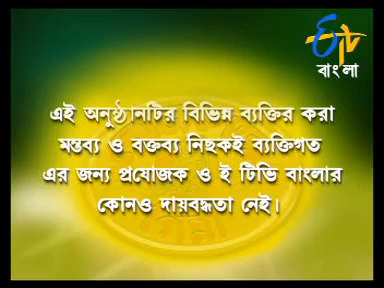 বাংলা
এই অনুষ্ঠানটির বিভিন্ন ব্যক্তির করা
মন্তব্য ও বক্তব্য নিছকই ব্যক্তিগত
এর জন্য প্রযোজক ও ই টিভি বাংলার
কোনও দায়বদ্ধতা নেই।